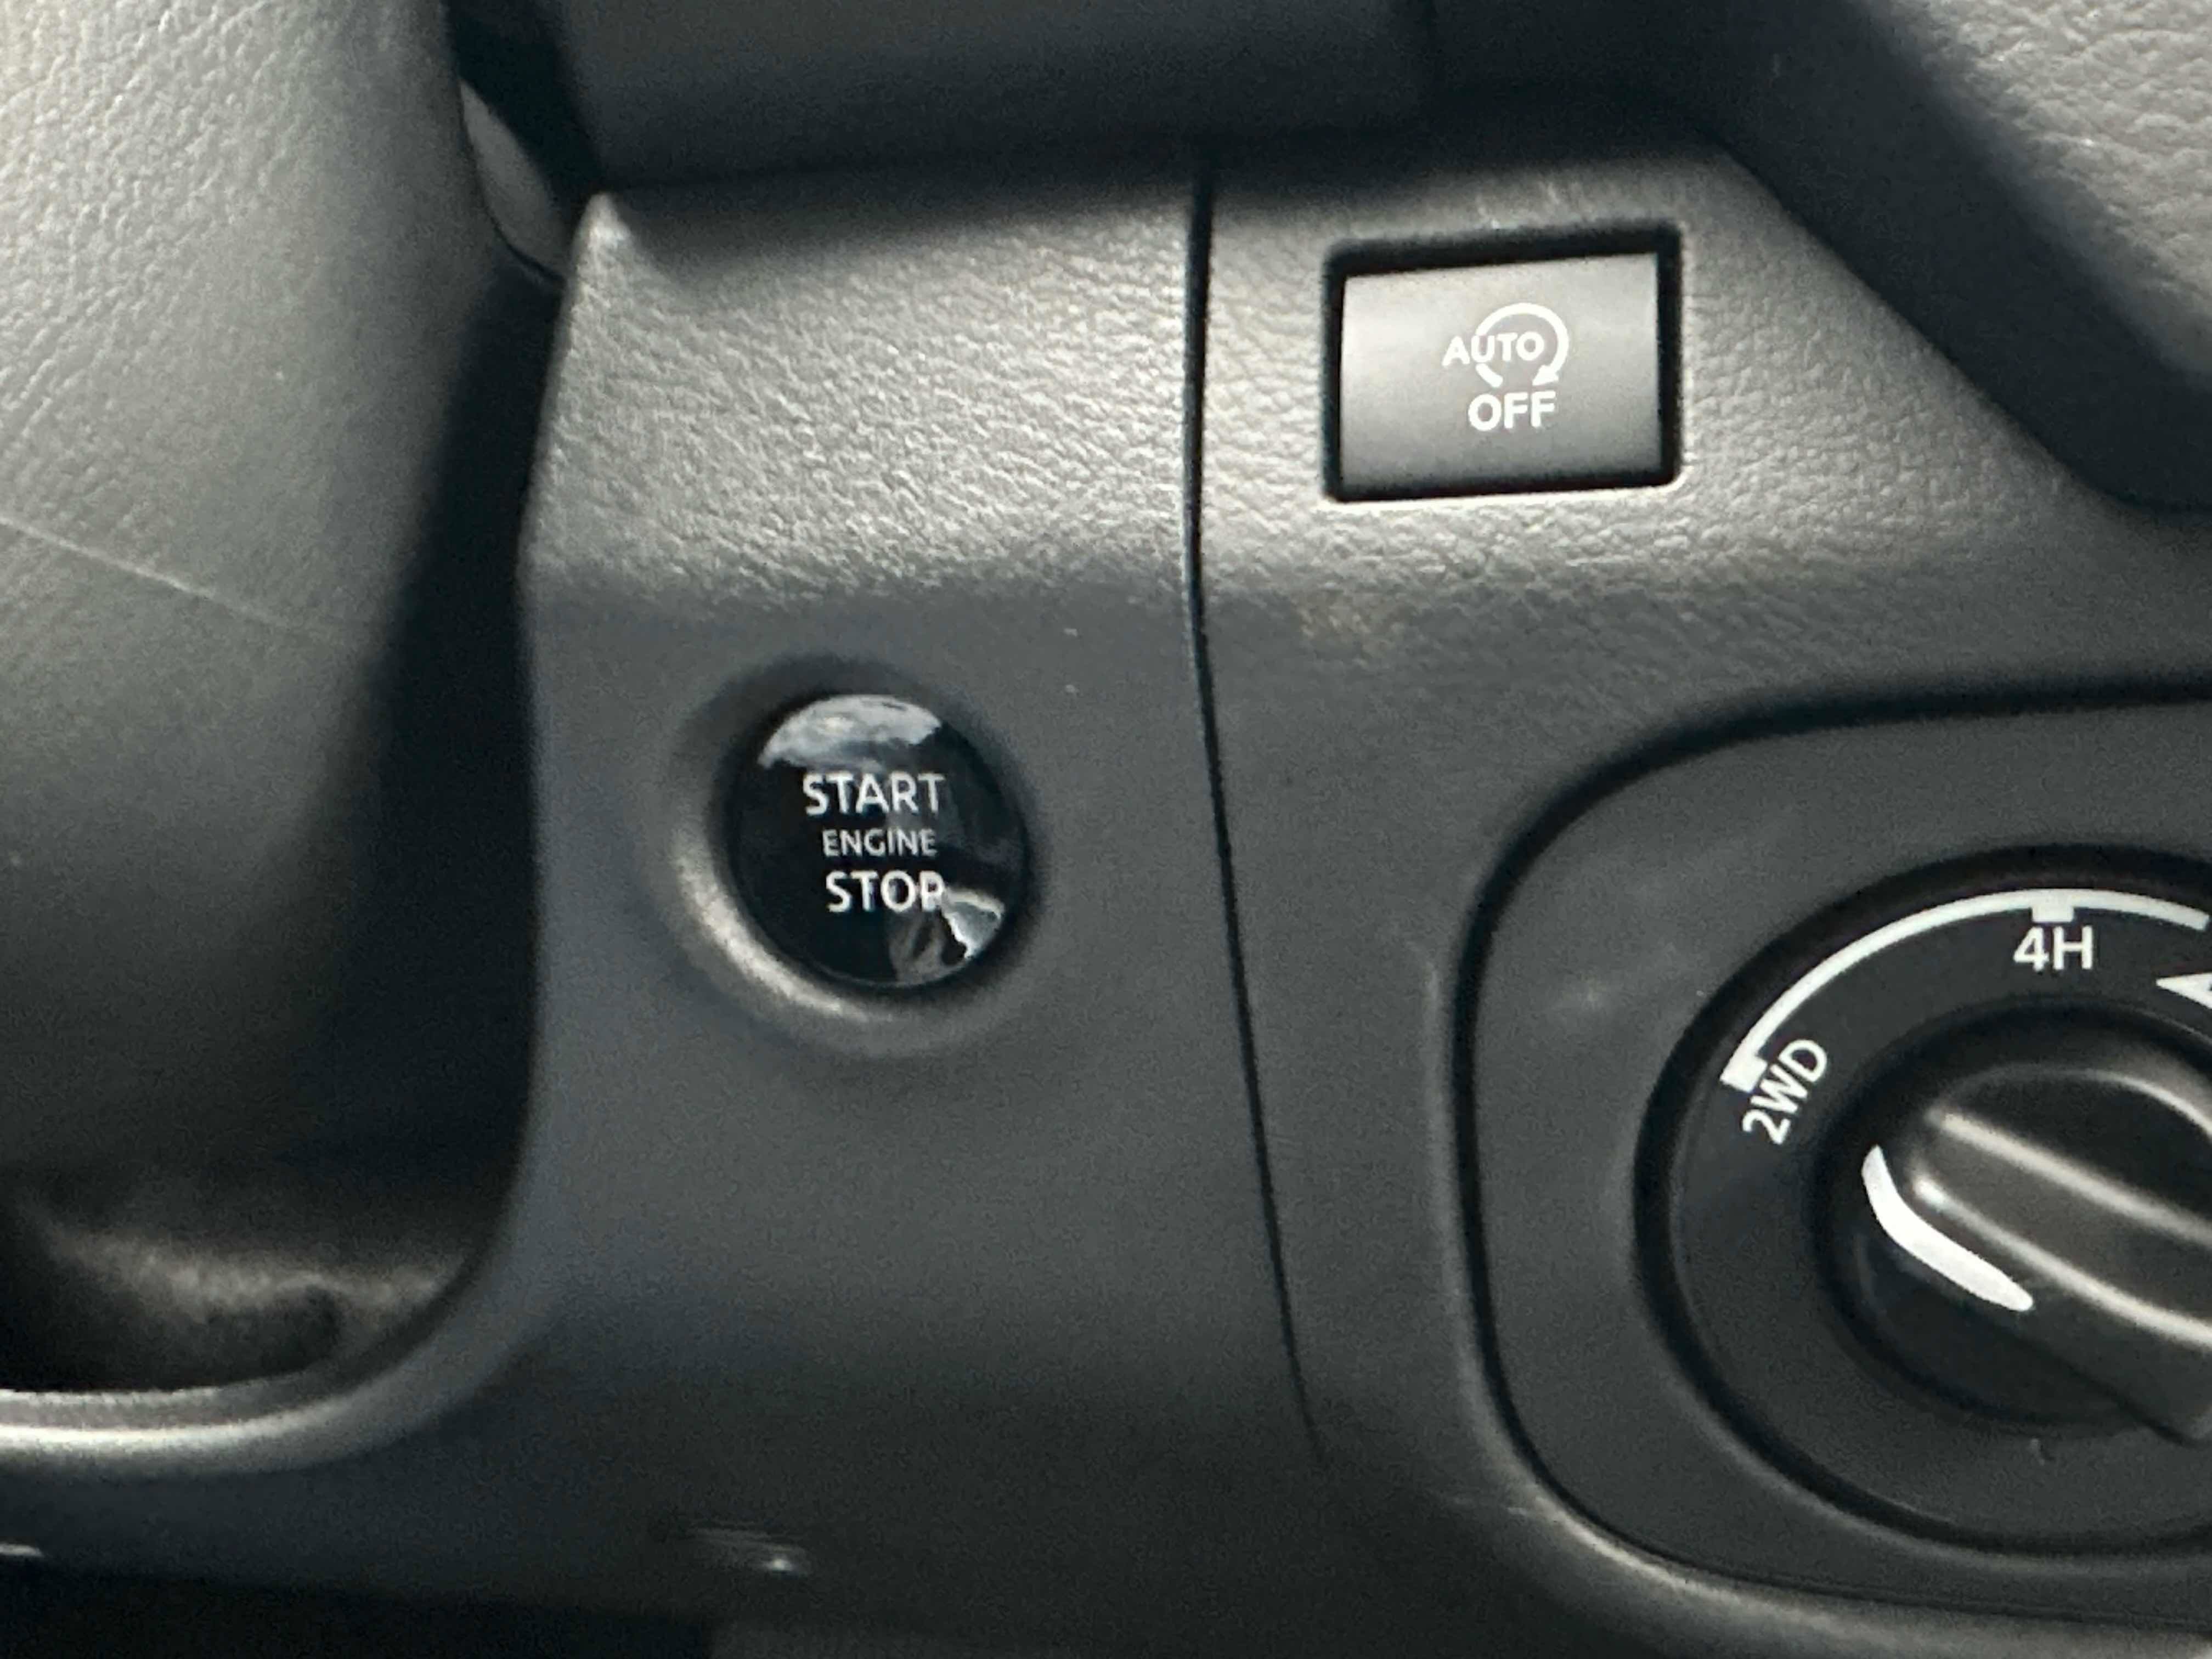 AUTO
OFF
START
ENGINE
STOP
4H
2WD